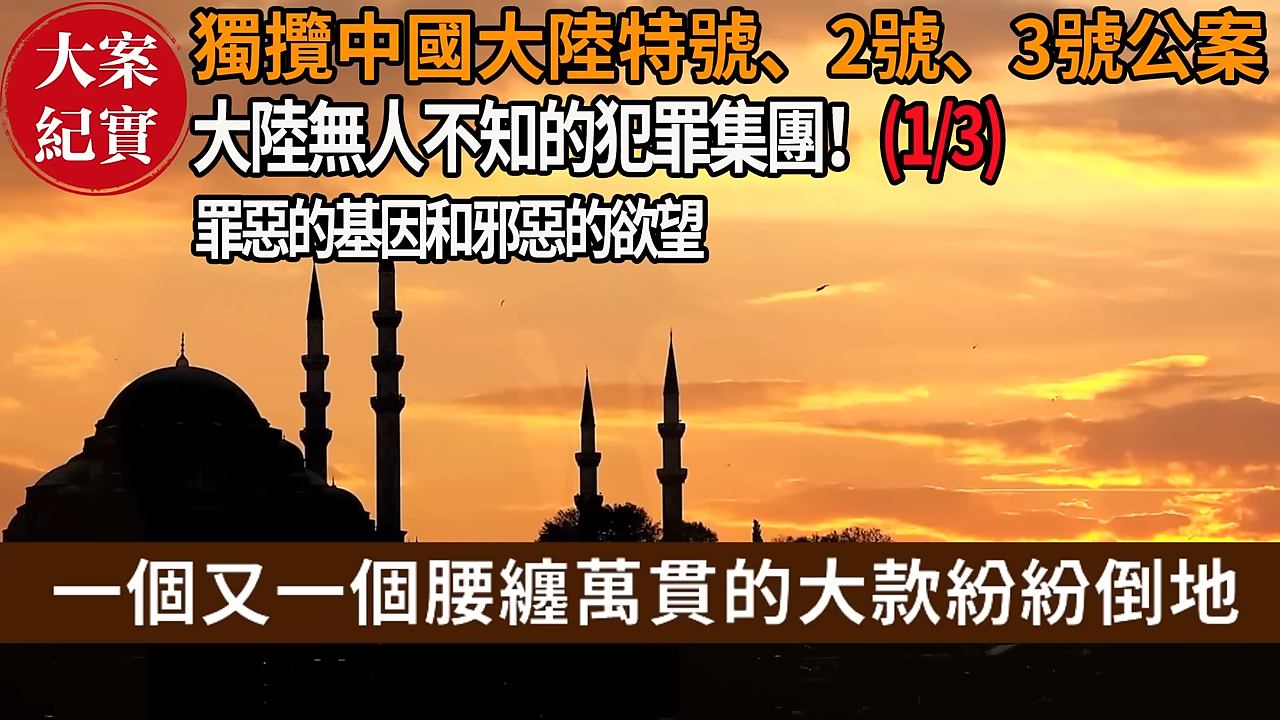 大案
紀實
獨攬中國大陸特號、2號、3號公案
大陸無人不知的犯罪集團！(1/3)
罪惡的基因和邪惡的欲望
一個又一個腰纏萬貫的大款紛紛倒地